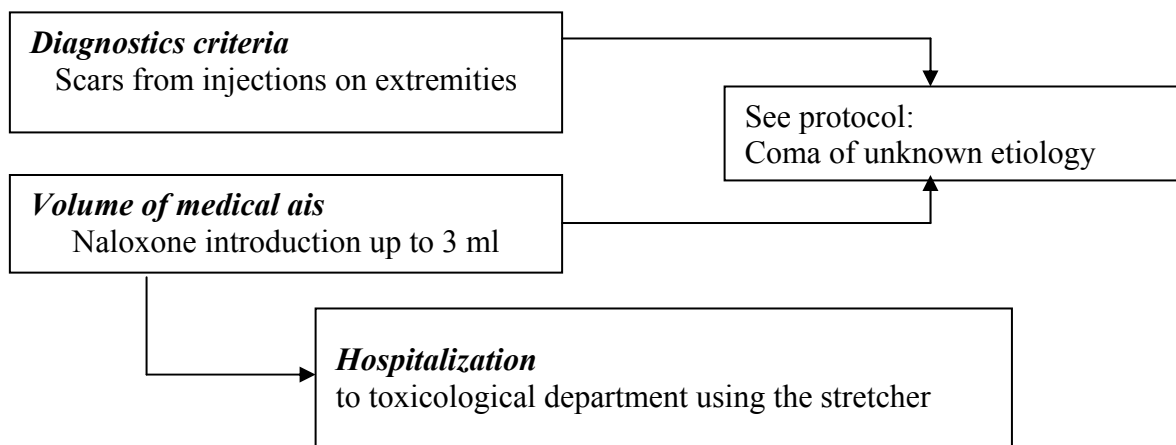 Diagnostics criteria
Scars from injections on extremities
See protocol:
Coma of unknown etiology
Volume of medical ais
Naloxone introduction up to 3 ml
Hospitalization
to toxicological department using the stretcher